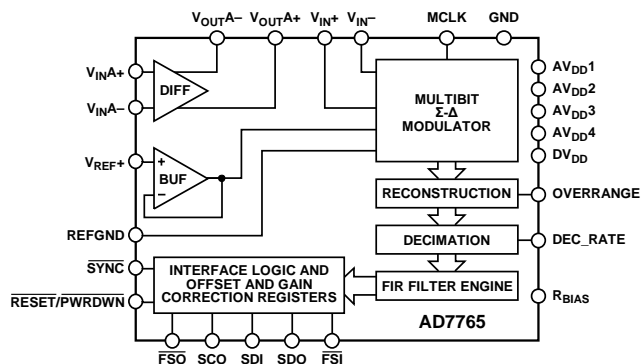 VOUTA– VOUTA+ VIN+ VIN– MCLK GND
VINA+
VINA–
DIFF
MULTIBIT
Σ-Δ
MODULATOR
AVDD1
AVDD2
AVDD3
AVDD4
DVDD
VREF+
+
–
BUF
RECONSTRUCTION
OVERRANGE
REFGND
DECIMATION
DEC_RATE
SYNC
INTERFACE LOGIC AND
OFFSET AND GAIN
CORRECTION REGISTERS
FIR FILTER ENGINE
RESET/PWRDWN
RBIAS
AD7765
FSO SCO SDI SDO FSI